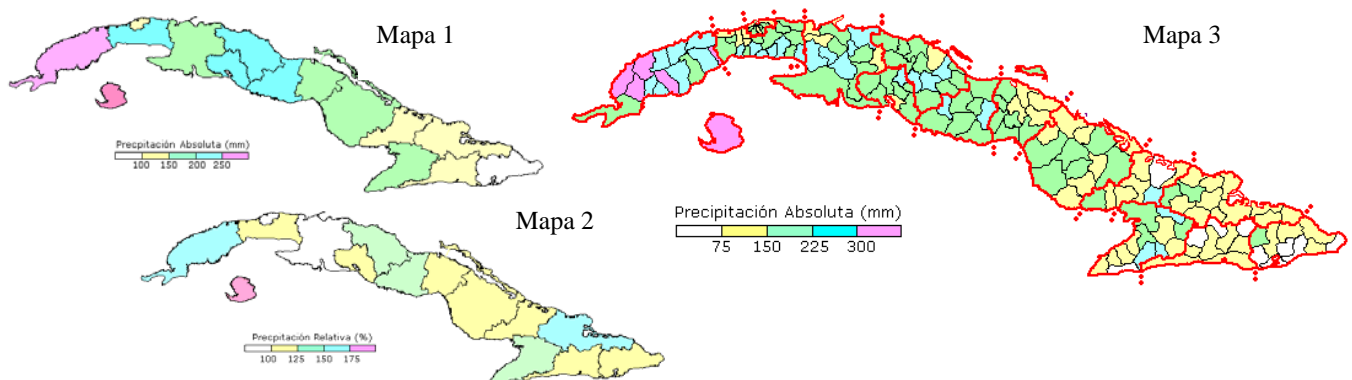 Mapa 1
Precipitación Absoluta (mm)
100 150 200 250
Mapa 2
Precipitación Relativa (%)
100 125 150 175
Mapa 3
Precipitación Absoluta (mm)
75 150 225 300